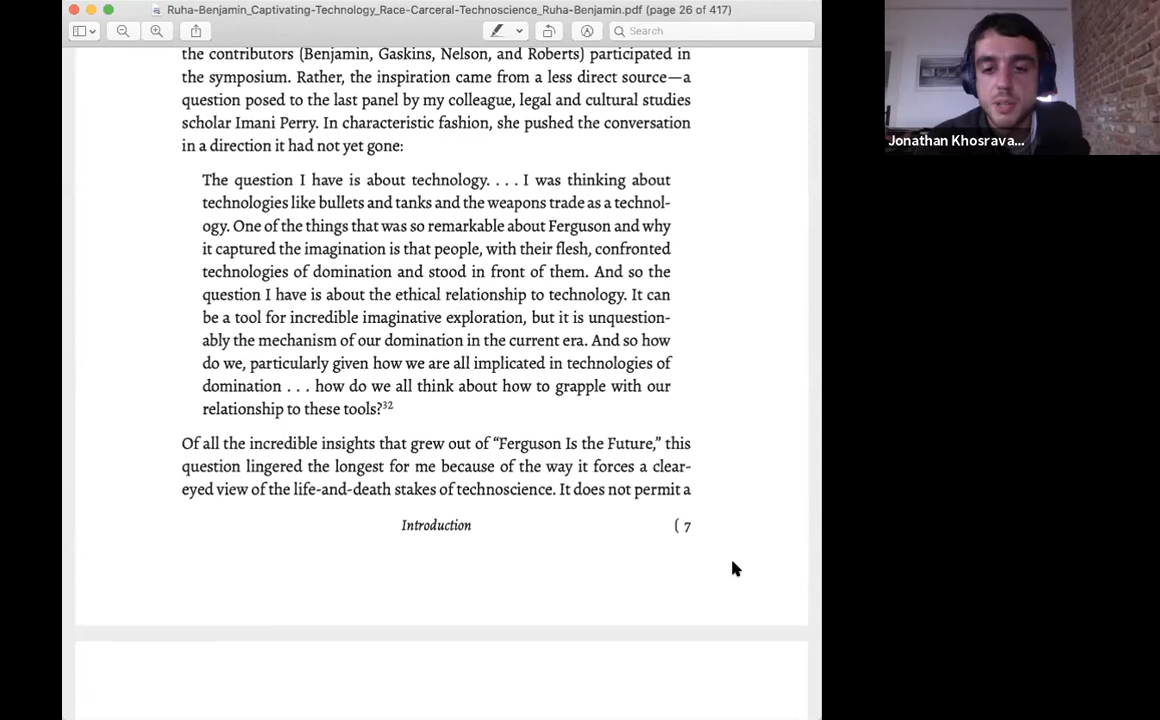 Ruha-Benjamin_Captivating-Technology_Race-Carceral-Technoscience_Ruha-Benjamin.pdf (page 26 of 417)
Search
the contributors (Benjamin, Gaskins, Nelson, and Roberts) participated in
the symposium. Rather, the inspiration came from a less direct source—a
question posed to the last panel by my colleague, legal and cultural studies
scholar Imani Perry. In characteristic fashion, she pushed the conversation
in a direction it had not yet gone:
The question I have is about technology. . . . I was thinking about
technologies like bullets and tanks and the weapons trade as a technol-
ogy. One of the things that was so remarkable about Ferguson and why
it captured the imagination is that people, with their flesh, confronted
technologies of domination and stood in front of them. And so the
question I have is about the ethical relationship to technology. It can
be a tool for incredible imaginative exploration, but it is unquestion-
ably the mechanism of our domination in the current era. And so how
do we, particularly given how we are all implicated in technologies of
domination . . . how do we all think about how to grapple with our
relationship to these tools?32
Of all the incredible insights that grew out of “Ferguson Is the Future,” this
question lingered the longest for me because of the way it forces a clear-
eyed view of the life-and-death stakes of technoscience. It does not permit a
Introduction ( 7
Jonathan Khosrava...